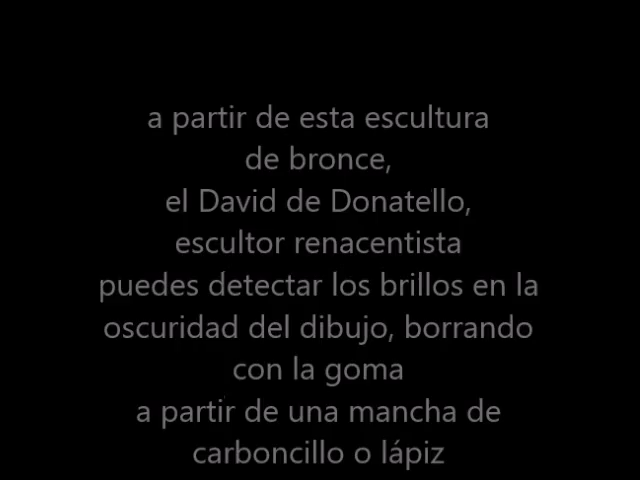 a partir de esta escultura
de bronce,
el David de Donatello,
escultor renacentista
puedes detectar los brillos en la
oscuridad del dibujo, borrando
con la goma
a partir de una mancha de
carboncillo o lápiz